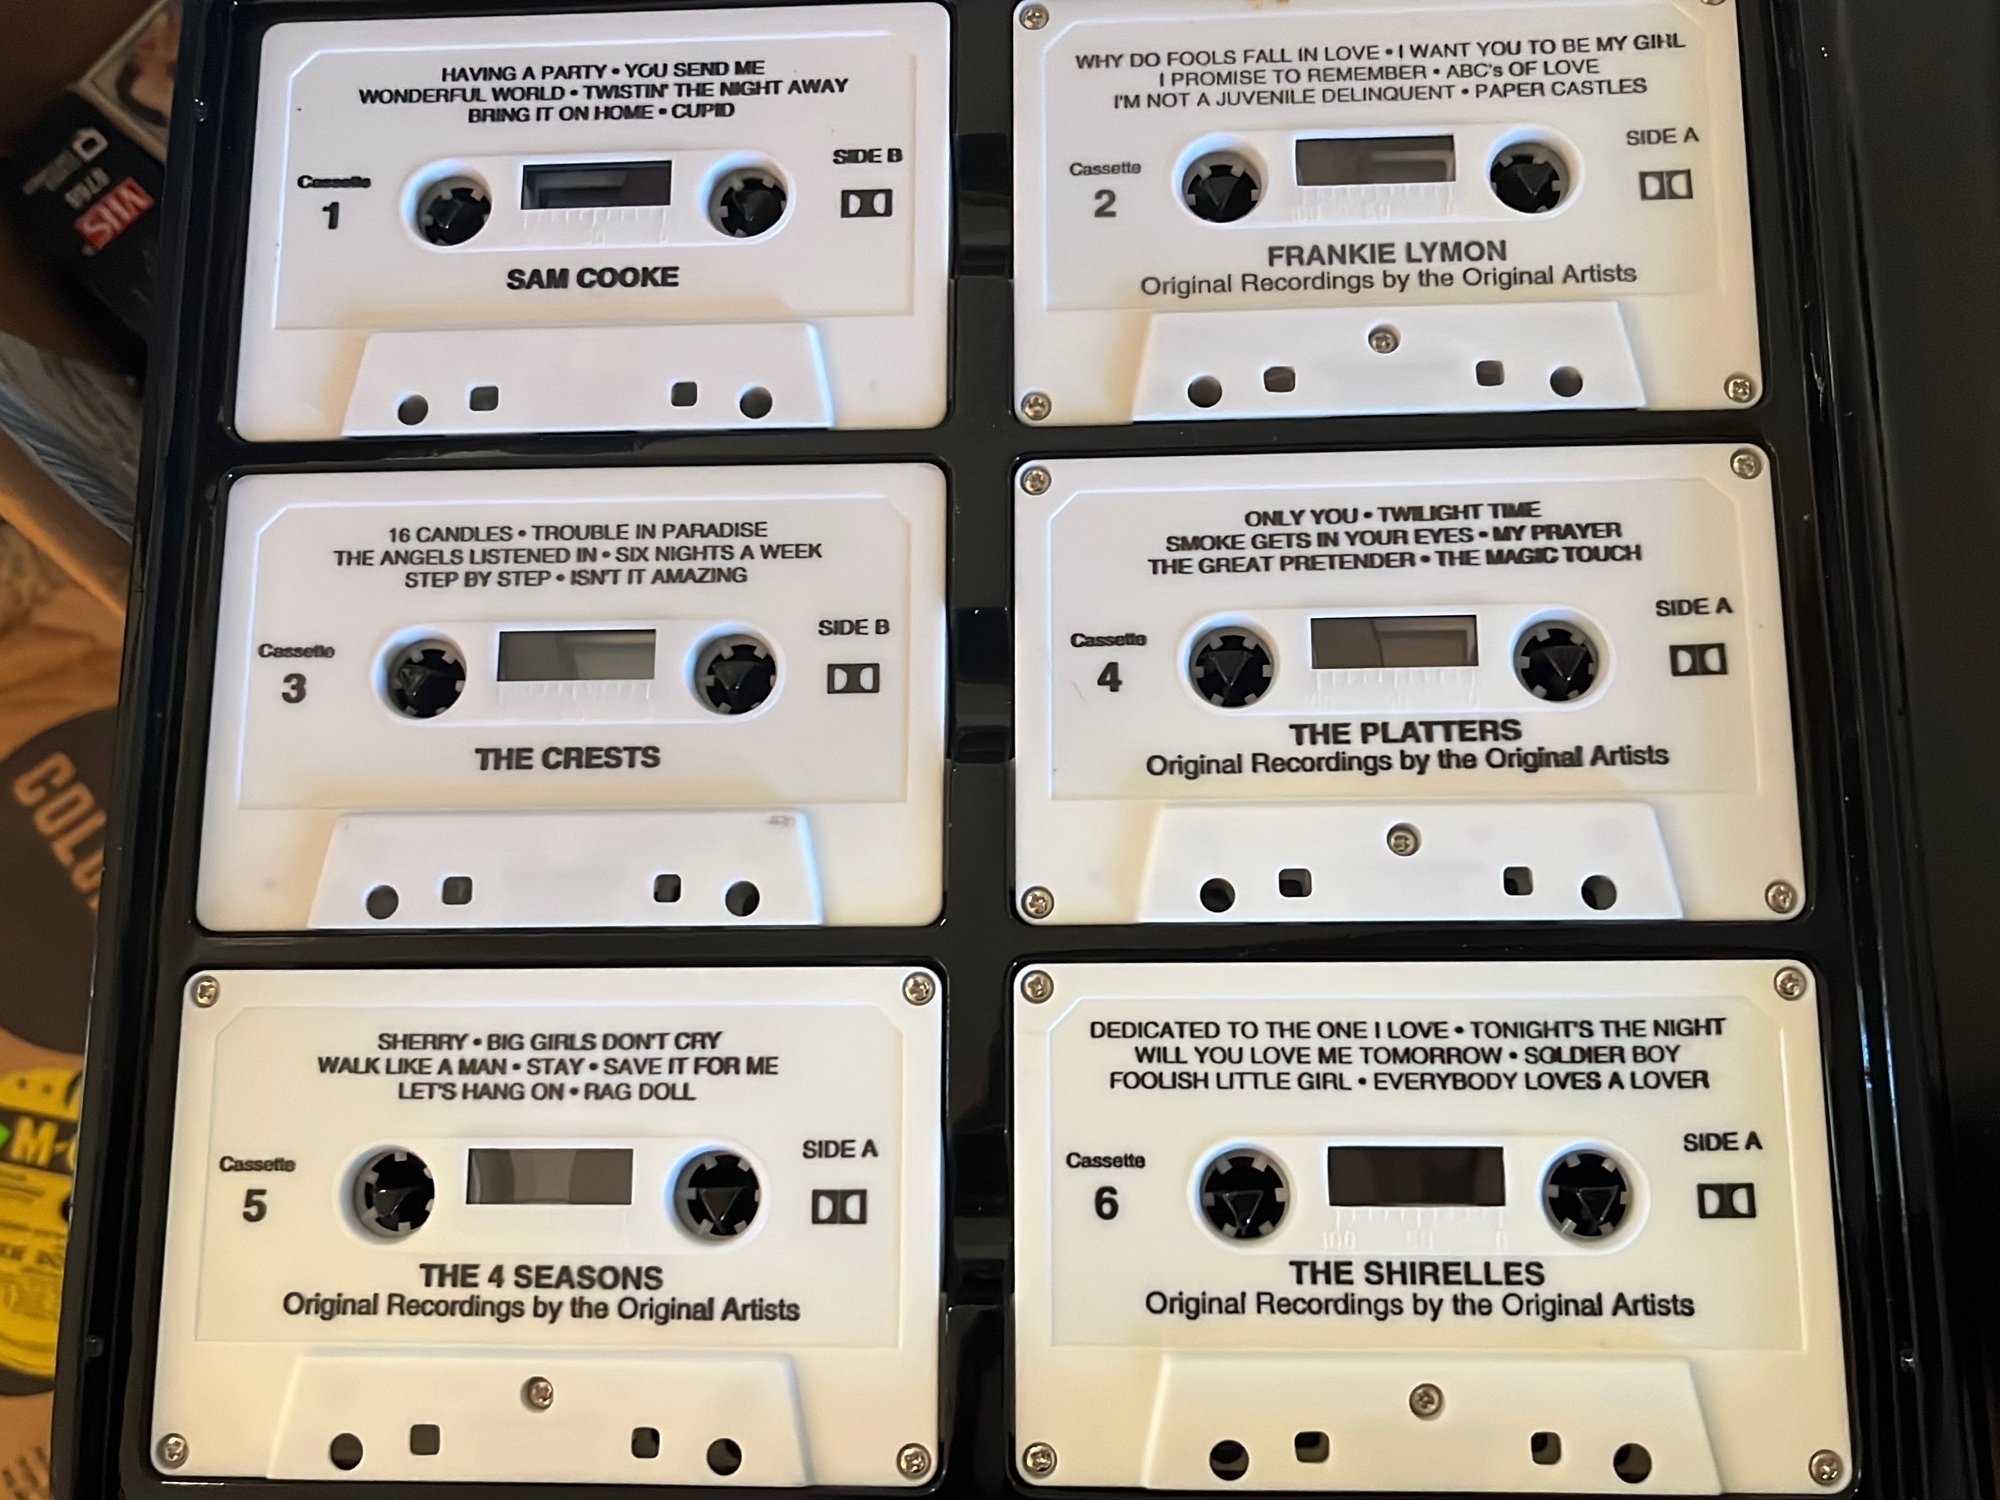 HAVING A PARTY • YOU SEND ME
WONDERFUL WORLD • TWISTIN' THE NIGHT AWAY
BRING IT ON HOME • CUPID
Cassette
1
SIDE B
SAM COOKE
WHY DO FOOLS FALL IN LOVE • I WANT YOU TO BE MY GIRL
I PROMISE TO REMEMBER • ABC's OF LOVE
I'M NOT A JUVENILE DELINQUENT • PAPER CASTLES
Cassette
2
SIDE A
FRANKIE LYMON
Original Recordings by the Original Artists
16 CANDLES • TROUBLE IN PARADISE
THE ANGELS LISTENED IN • SIX NIGHTS A WEEK
STEP BY STEP • ISN'T IT AMAZING
Cassette
3
SIDE B
THE CRESTS
ONLY YOU • TWILIGHT TIME
SMOKE GETS IN YOUR EYES • MY PRAYER
THE GREAT PRETENDER • THE MAGIC TOUCH
Cassette
4
SIDE A
THE PLATTERS
Original Recordings by the Original Artists
SHERRY • BIG GIRLS DON'T CRY
WALK LIKE A MAN • STAY • SAVE IT FOR ME
LET'S HANG ON • RAG DOLL
Cassette
5
SIDE A
THE 4 SEASONS
Original Recordings by the Original Artists
DEDICATED TO THE ONE I LOVE • TONIGHT'S THE NIGHT
WILL YOU LOVE ME TOMORROW • SOLDIER BOY
FOOLISH LITTLE GIRL • EVERYBODY LOVES A LOVER
Cassette
6
SIDE A
100 50 0
THE SHIRELLES
Original Recordings by the Original Artists